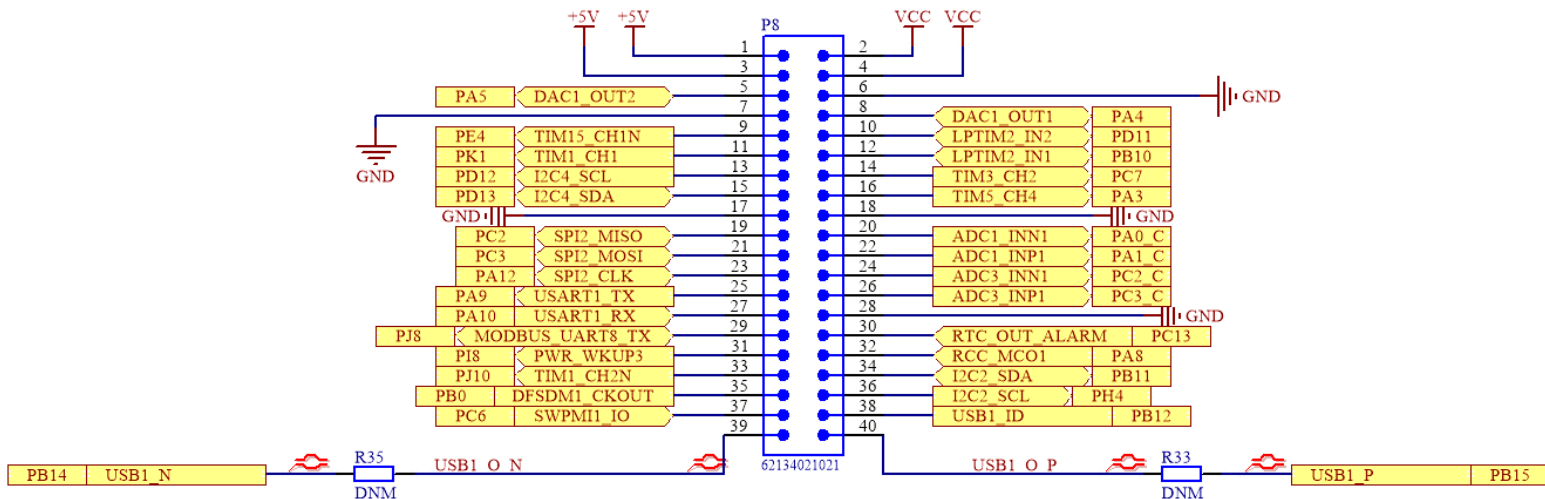 +5V +5V VCC VCC
P8
1 2
3 4
5 6 GND
PA5 DAC1_OUT2
7 8 DAC1_OUT1 PA4
PE4 TIM15_CH1N 9 10 LPTIM2_IN2 PD11
PK1 TIM1_CH1 11 12 LPTIM2_IN1 PB10
GND
PD12 I2C4_SCL 13 14 TIM3_CH2 PC7
PD13 I2C4_SDA 15 16 TIM5_CH4 PA3
GND 17 18 GND
PC2 SPI2_MISO 19 20 ADC1_INN1 PA0_C
PC3 SPI2_MOSI 21 22 ADC1_INP1 PA1_C
PA12 SPI2_CLK 23 24 ADC3_INN1 PC2_C
PA9 USART1_TX 25 26 ADC3_INP1 PC3_C
PA10 USART1_RX 27 28 GND
PJ8 MODBUS_UART8_TX 29 30 RTC_OUT_ALARM PC13
PI8 PWR_WKUP3 31 32 RCC_MCO1 PA8
PJ10 TIM1_CH2N 33 34 I2C2_SDA PB11
PB0 DFSDM1_CKOUT 35 36 I2C2_SCL PH4
PC6 SWPMI1_IO 37 38 USB1_ID PB12
39 40
62134021021
R35 USB1_O_N USB1_O_P R33
PB14 USB1_N USB1_P PB15
DNM DNM